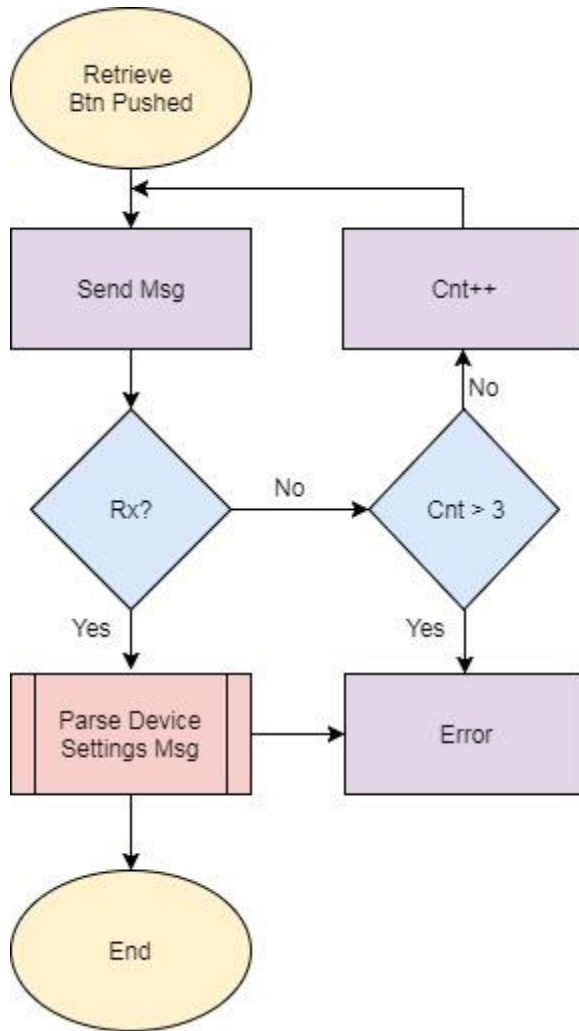 Retrieve
Btn Pushed
Send Msg
Cnt++
No
Rx?
No
Cnt > 3
Yes
Yes
Parse Device
Settings Msg
Error
End